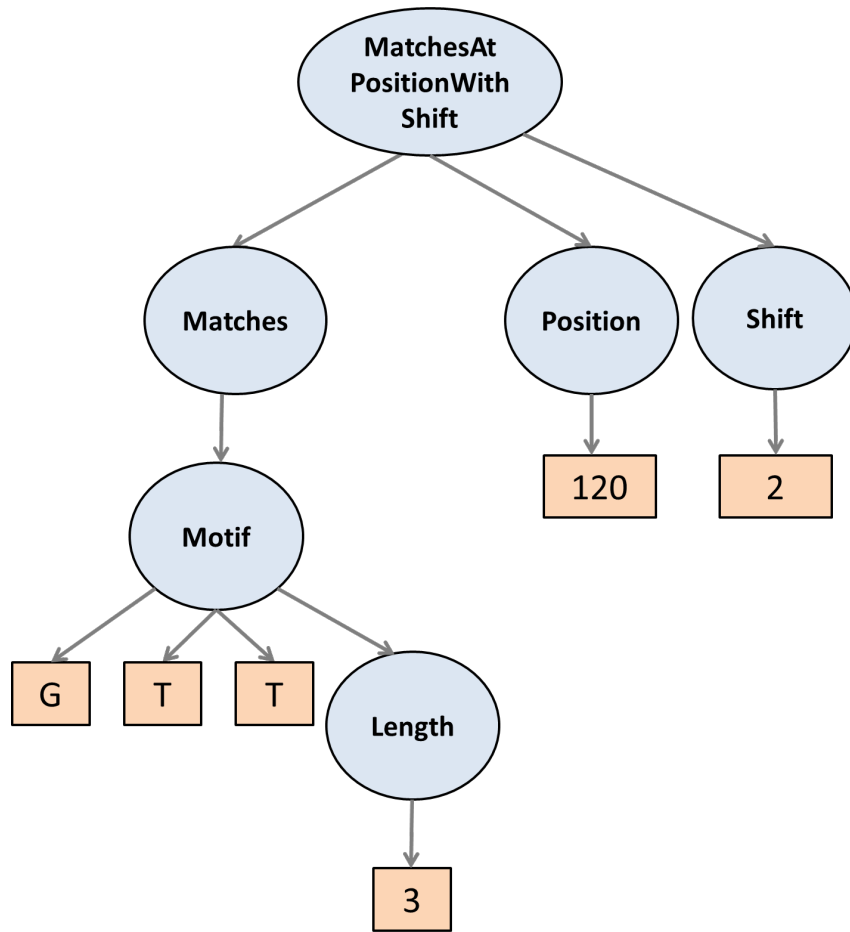 MatchesAt
PositionWith
Shift
Matches
Position
Shift
120
2
Motif
G
T
T
Length
3